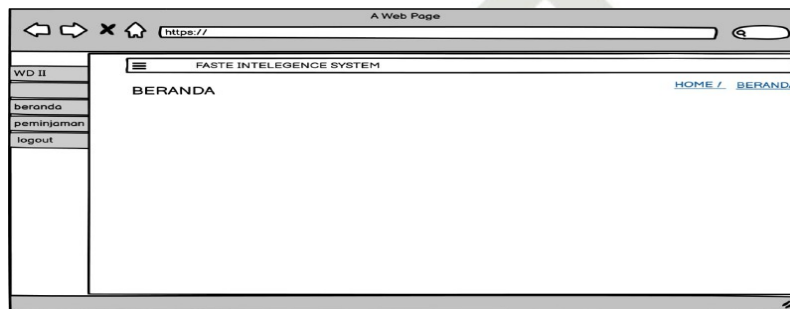 A Web Page
https://
WD II
beranda
peminjaman
logout
FASTE INTELEGENCE SYSTEM
BERANDA
HOME / BERANDA